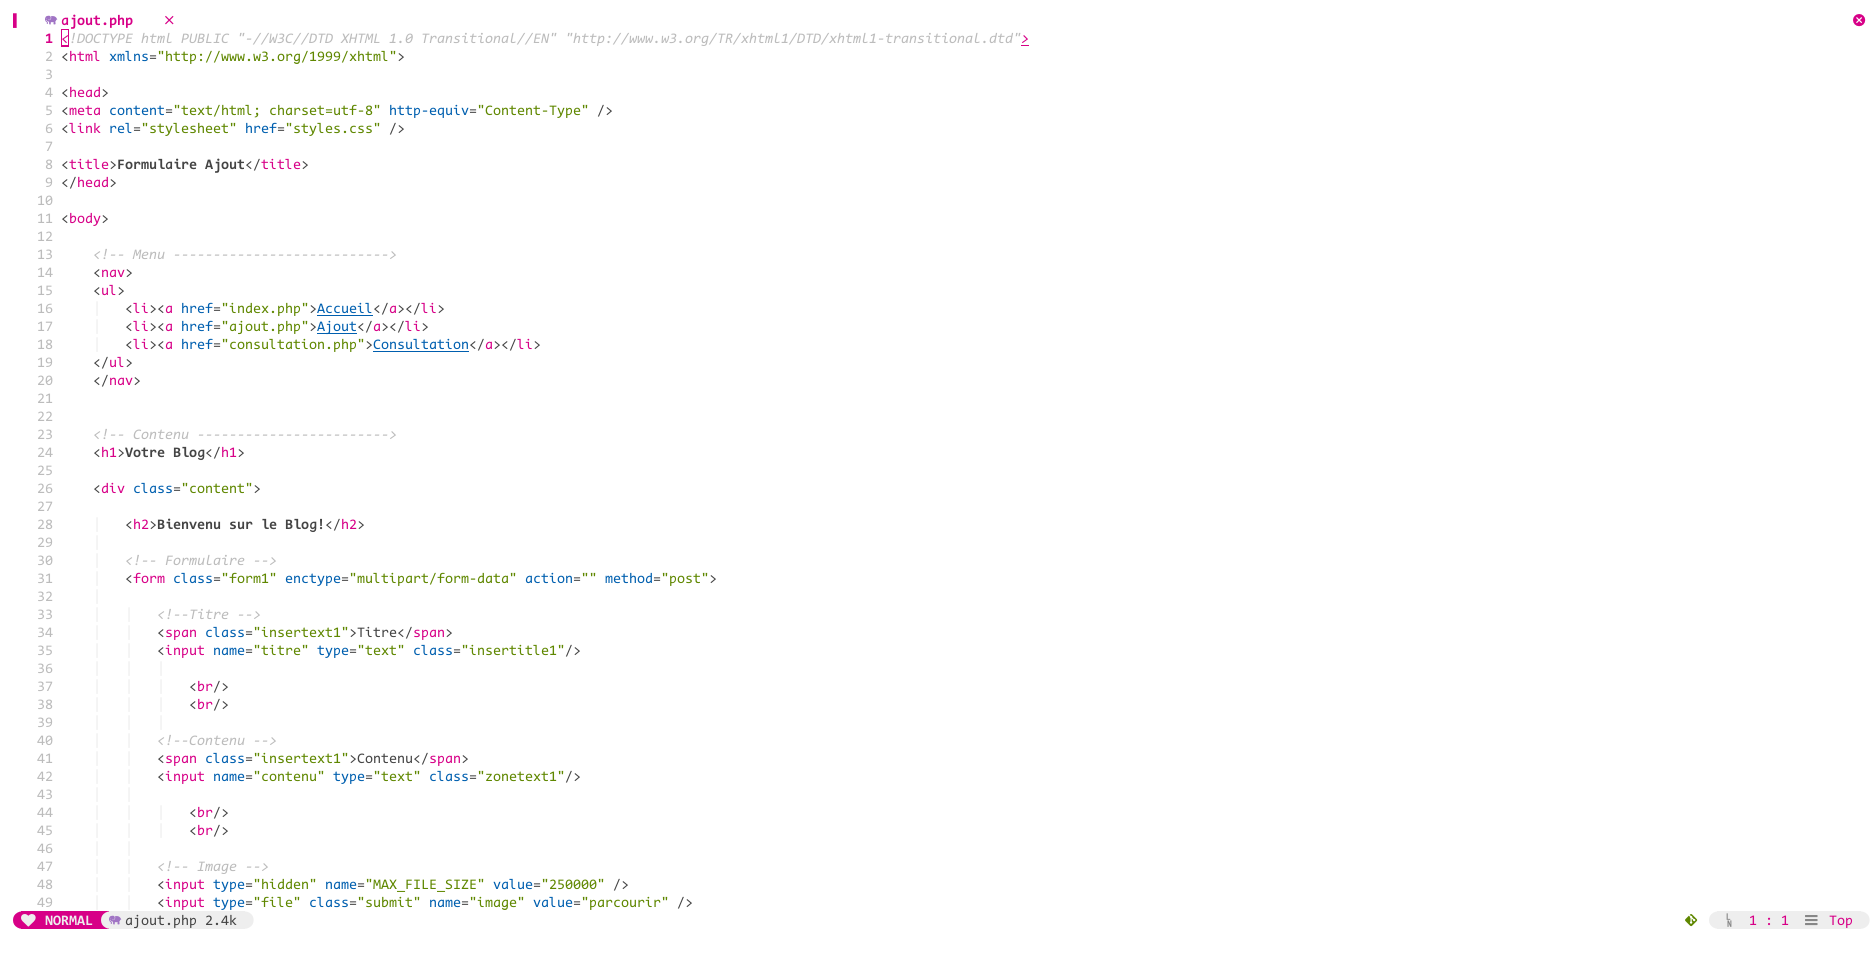 ajout.php ×
1 <!DOCTYPE html PUBLIC "-//W3C//DTD XHTML 1.0 Transitional//EN" "http://www.w3.org/TR/xhtml1/DTD/xhtml1-transitional.dtd">
2 <html xmlns="http://www.w3.org/1999/xhtml">
3
4 <head>
5 <meta content="text/html; charset=utf-8" http-equiv="Content-Type" />
6 <link rel="stylesheet" href="styles.css" />
7
8 <title>Formulaire Ajout</title>
9 </head>
10
11 <body>
12
13     <!-- Menu --------------------------->
14     <nav>
15     <ul>
16         <li><a href="index.php">Accueil</a></li>
17         <li><a href="ajout.php">Ajout</a></li>
18         <li><a href="consultation.php">Consultation</a></li>
19     </ul>
20     </nav>
21
22
23     <!-- Contenu ------------------------>
24     <h1>Votre Blog</h1>
25
26     <div class="content">
27
28         <h2>Bienvenu sur le Blog!</h2>
29
30         <!-- Formulaire -->
31         <form class="form1" enctype="multipart/form-data" action="" method="post">
32
33             <!--Titre -->
34             <span class="insertext1">Titre</span>
35             <input name="titre" type="text" class="insertitle1"/>
36
37                 <br/>
38                 <br/>
39
40             <!--Contenu -->
41             <span class="insertext1">Contenu</span>
42             <input name="contenu" type="text" class="zonetext1"/>
43
44                 <br/>
45                 <br/>
46
47             <!-- Image -->
48             <input type="hidden" name="MAX_FILE_SIZE" value="250000" />
49             <input type="file" class="submit" name="image" value="parcourir" />
NORMAL ajout.php 2.4k LN 1 : 1 Top